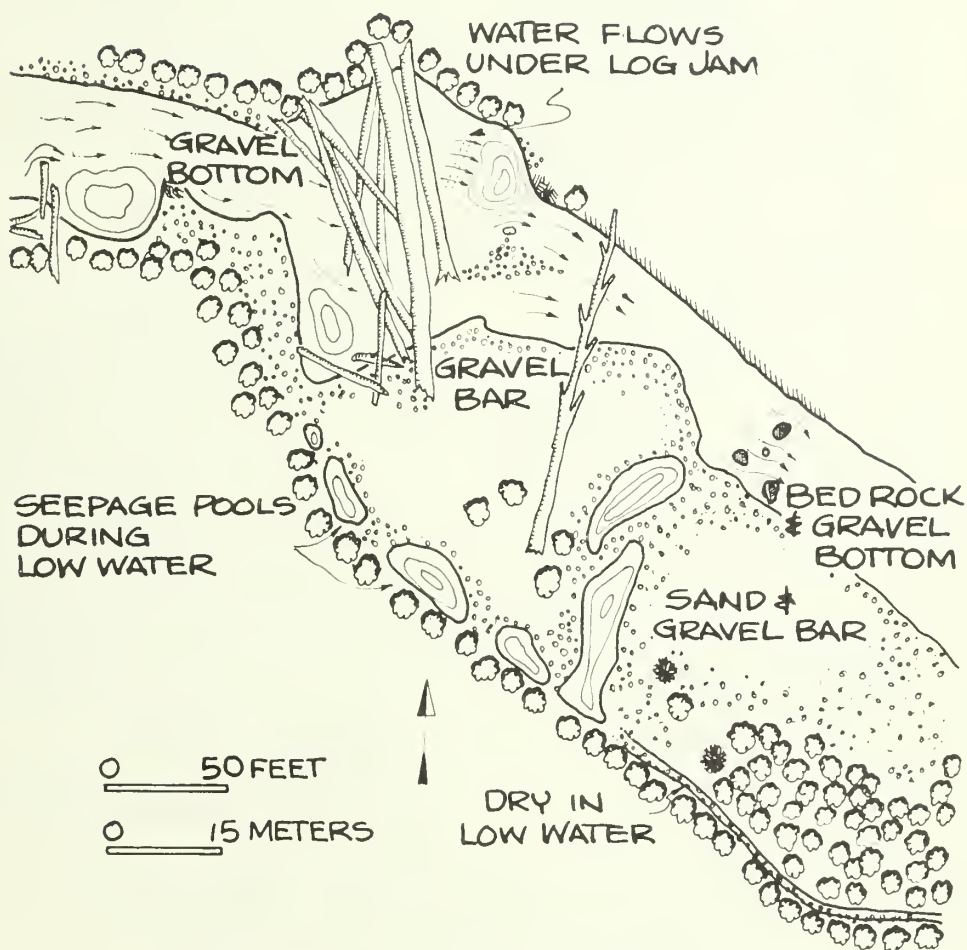 WATER FLOWS
UNDER LOG JAM
GRAVEL
BOTTOM
GRAVEL
BAR
SEEPAGE POOLS
DURING
LOW WATER
BED ROCK
& GRAVEL
BOTTOM
SAND &
GRAVEL BAR
0 50 FEET
0 15 METERS
DRY IN
LOW WATER